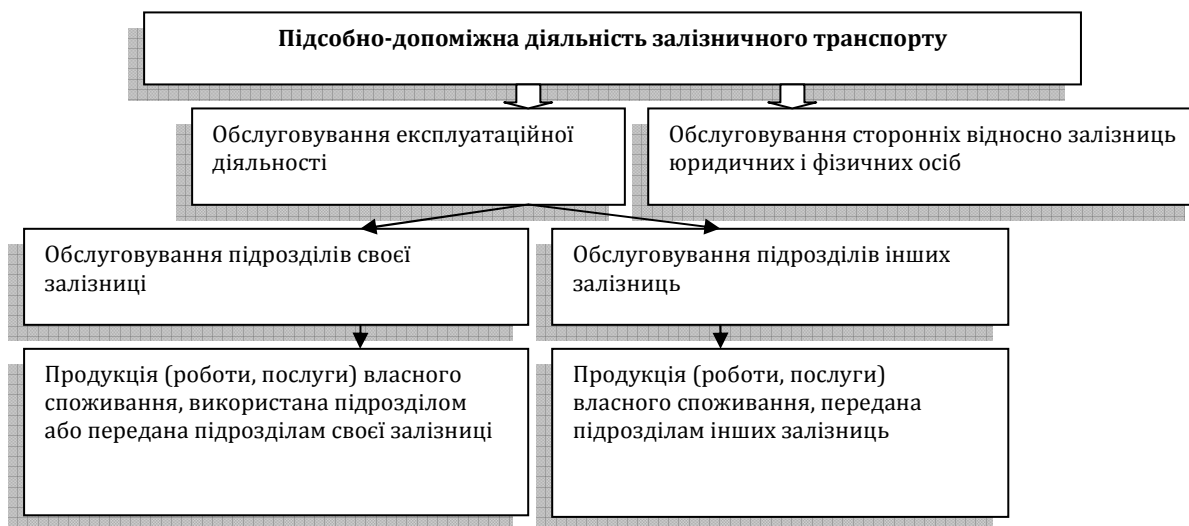 Підсобно-допоміжна діяльність залізничного транспорту
Обслуговування експлуатаційної
діяльності
Обслуговування сторонніх відносно залізниць
юридичних і фізичних осіб
Обслуговування підрозділів своєї
залізниці
Обслуговування підрозділів інших
залізниць
Продукція (роботи, послуги) власного
споживання, використана підрозділом
або передана підрозділам своєї залізниці
Продукція (роботи, послуги)
власного споживання, передана
підрозділам інших залізниць